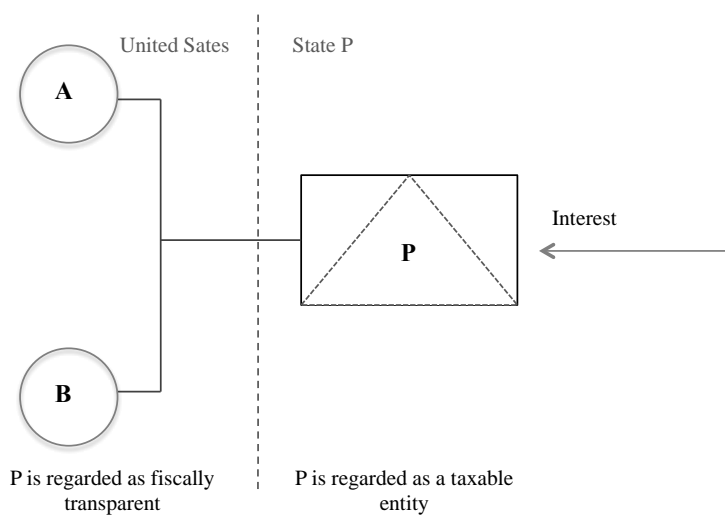 United Sates
State P
A
Interest
P
B
P is regarded as fiscally
transparent
P is regarded as a taxable
entity